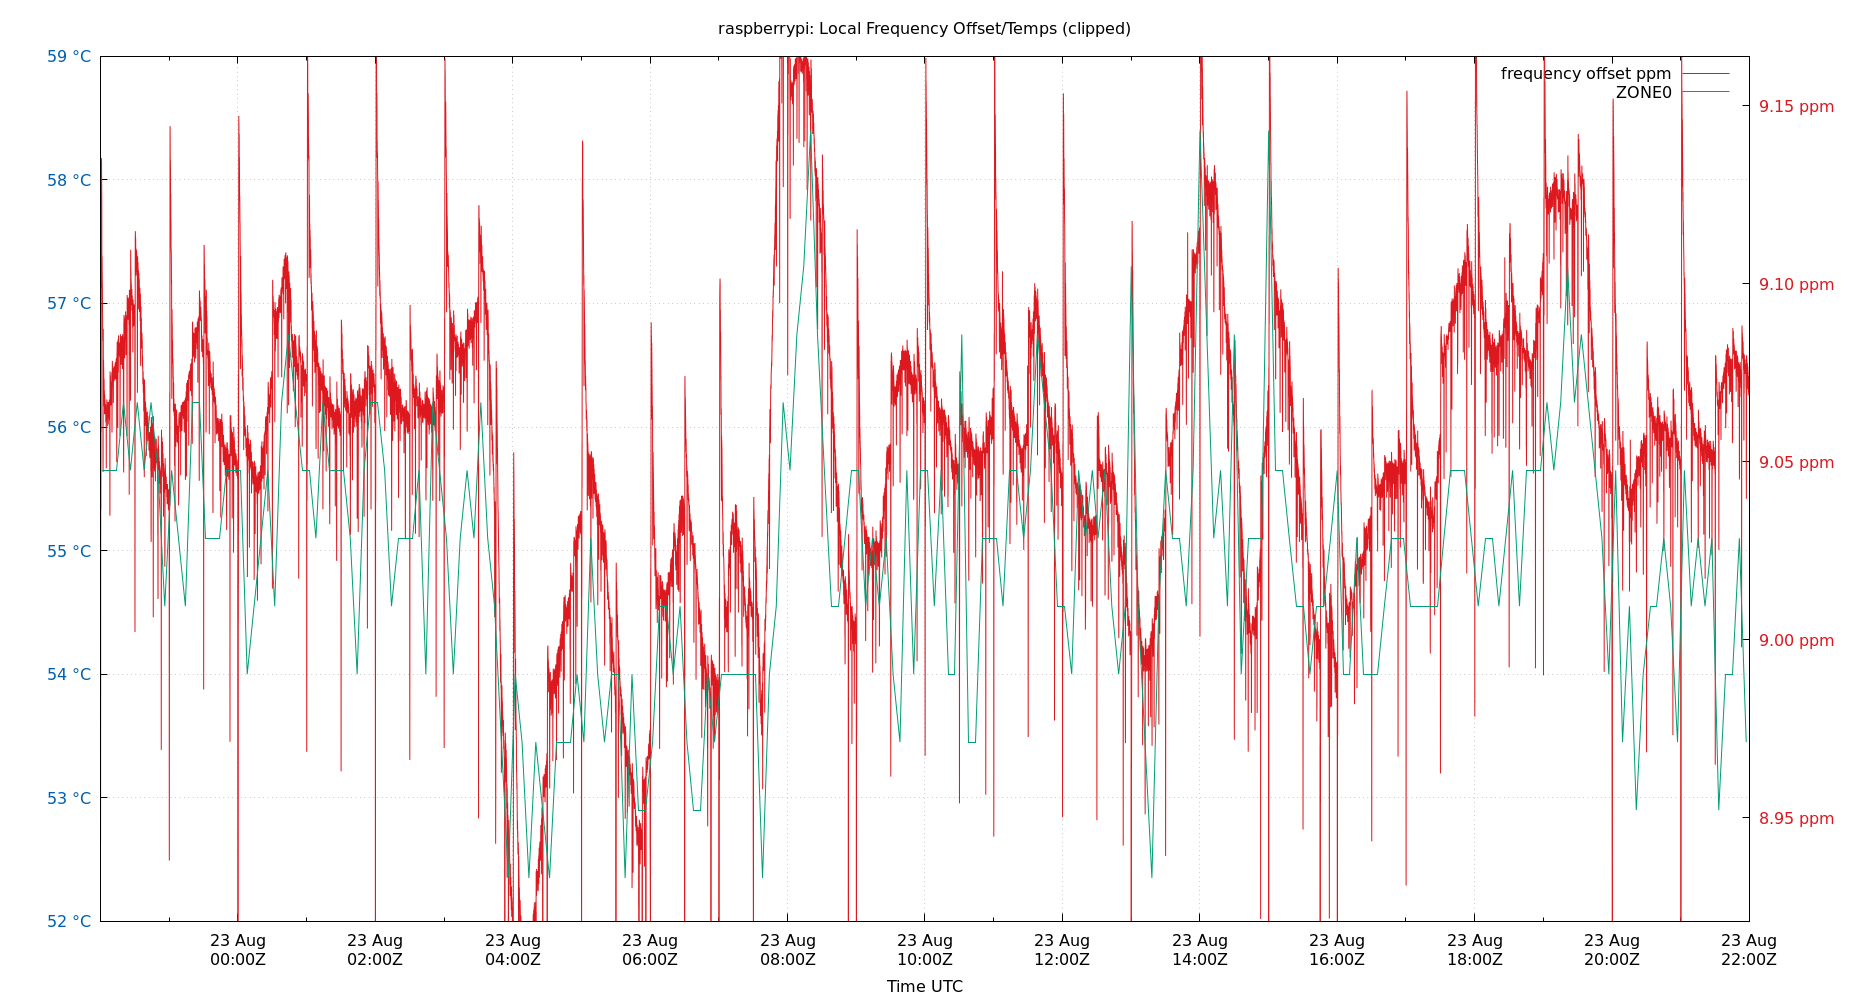 raspberrypi: Local Frequency Offset/Temps (clipped)
59 °C
58 °C
57 °C
56 °C
55 °C
54 °C
53 °C
52 °C
frequency offset ppm
ZONE0
9.15 ppm
9.10 ppm
9.05 ppm
9.00 ppm
8.95 ppm
23 Aug
00:00Z
23 Aug
02:00Z
23 Aug
04:00Z
23 Aug
06:00Z
23 Aug
08:00Z
23 Aug
10:00Z
23 Aug
12:00Z
23 Aug
14:00Z
23 Aug
16:00Z
23 Aug
18:00Z
23 Aug
20:00Z
23 Aug
22:00Z
Time UTC